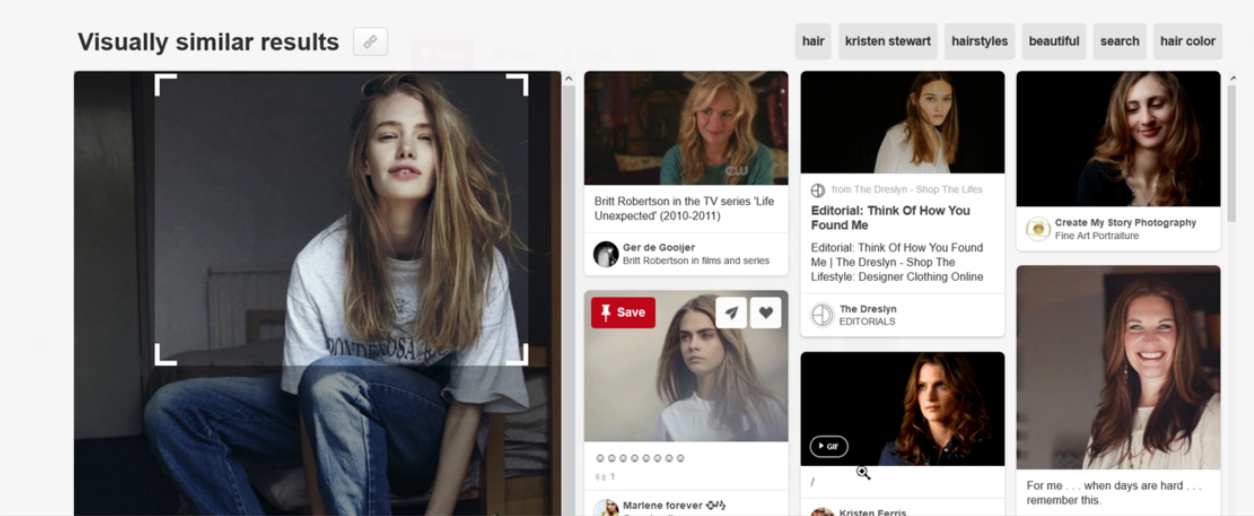 Visually similar results
hair
kristen stewart
hairstyles
beautiful
search
hair color
CW
Britt Robertson in the TV series 'Life
Unexpected' (2010-2011)
Ger de Gooijer
Britt Robertson in films and series
Save
1
Marlene forever
from The Dreslyn - Shop The Lifes
Editorial: Think Of How You
Found Me
Editorial: Think Of How You Found
Me | The Dreslyn - Shop The
Lifestyle: Designer Clothing Online
The Dreslyn
EDITORIALS
GIF
/
Kristen Ferris
Create My Story Photography
Fine Art Portraiture
For me . . . when days are hard . . .
remember this.